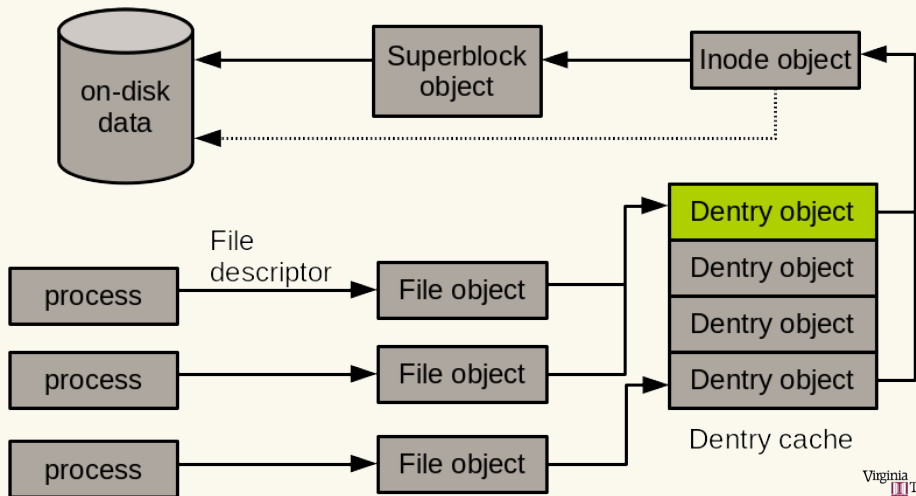 on-disk
data
Superblock
object
Inode object
Dentry object
Dentry object
Dentry object
Dentry object
Dentry cache
File
descriptor
process
File object
process
File object
process
File object
Virginia